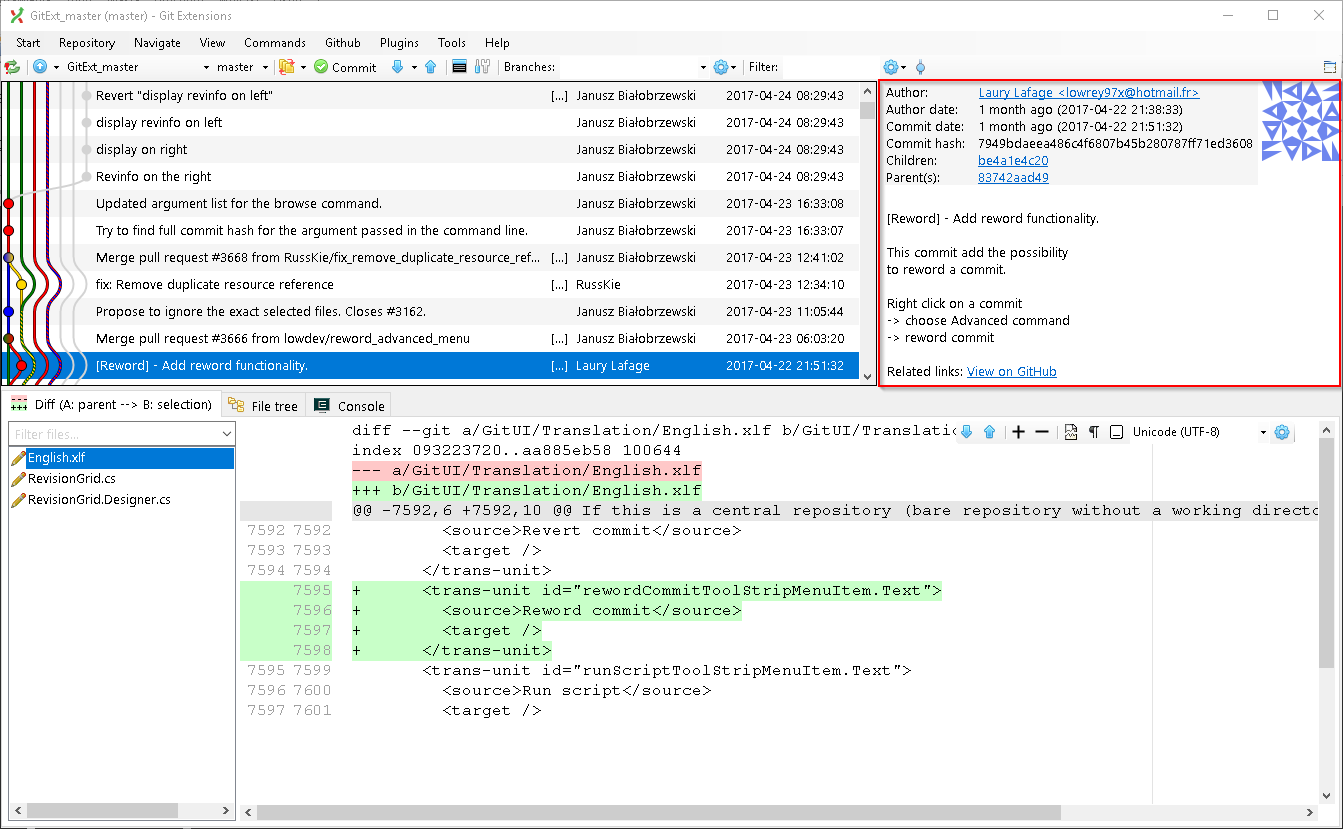 GitExt_master (master) - Git Extensions
Start Repository Navigate View Commands Github Plugins Tools Help
GitExt_master master Commit Branches: Filter:
Revert "display revinfo on left" [...] Janusz Białobrzewski 2017-04-24 08:29:43
display revinfo on left Janusz Białobrzewski 2017-04-24 08:29:43
display on right Janusz Białobrzewski 2017-04-24 08:29:43
Revinfo on the right Janusz Białobrzewski 2017-04-24 08:29:43
Updated argument list for the browse command. Janusz Białobrzewski 2017-04-23 16:33:08
Try to find full commit hash for the argument passed in the command line. Janusz Białobrzewski 2017-04-23 16:33:07
Merge pull request #3668 from RussKie/fix_remove_duplicate_resource_ref... [...] Janusz Białobrzewski 2017-04-23 12:41:02
fix: Remove duplicate resource reference [...] RussKie 2017-04-23 12:34:10
Propose to ignore the exact selected files. Closes #3162. Janusz Białobrzewski 2017-04-23 11:05:44
Merge pull request #3666 from lowdev/reword_advanced_menu [...] Janusz Białobrzewski 2017-04-23 06:03:20
[Reword] - Add reword functionality. [...] Laury Lafage 2017-04-22 21:51:32
Author: Laury Lafage <lowrey97x@hotmail.fr>
Author date: 1 month ago (2017-04-22 21:38:33)
Commit date: 1 month ago (2017-04-22 21:51:32)
Commit hash: 7949bdaeea486c4f6807b45b280787ff71ed3608
Children: be4a1e4c20
Parent(s): 83742aad49
[Reword] - Add reword functionality.
This commit add the possibility
to reword a commit.
Right click on a commit
-> choose Advanced command
-> reword commit
Related links: View on GitHub
Diff (A: parent --> B: selection) File tree Console
Filter files...
English.xlf
RevisionGrid.cs
RevisionGrid.Designer.cs
Unicode (UTF-8)
diff --git a/GitUI/Translation/English.xlf b/GitUI/Translatic
index 093223720..aa885eb58 100644
--- a/GitUI/Translation/English.xlf
+++ b/GitUI/Translation/English.xlf
@@ -7592,6 +7592,10 @@ If this is a central repository (bare repository without a working directo
7592 7592 <source>Revert commit</source>
7593 7593 <target />
7594 7594 </trans-unit>
7595 + <trans-unit id="rewordCommitToolStripMenuItem.Text">
7596 + <source>Reword commit</source>
7597 + <target />
7598 + </trans-unit>
7595 7599 <trans-unit id="runScriptToolStripMenuItem.Text">
7596 7600 <source>Run script</source>
7597 7601 <target />